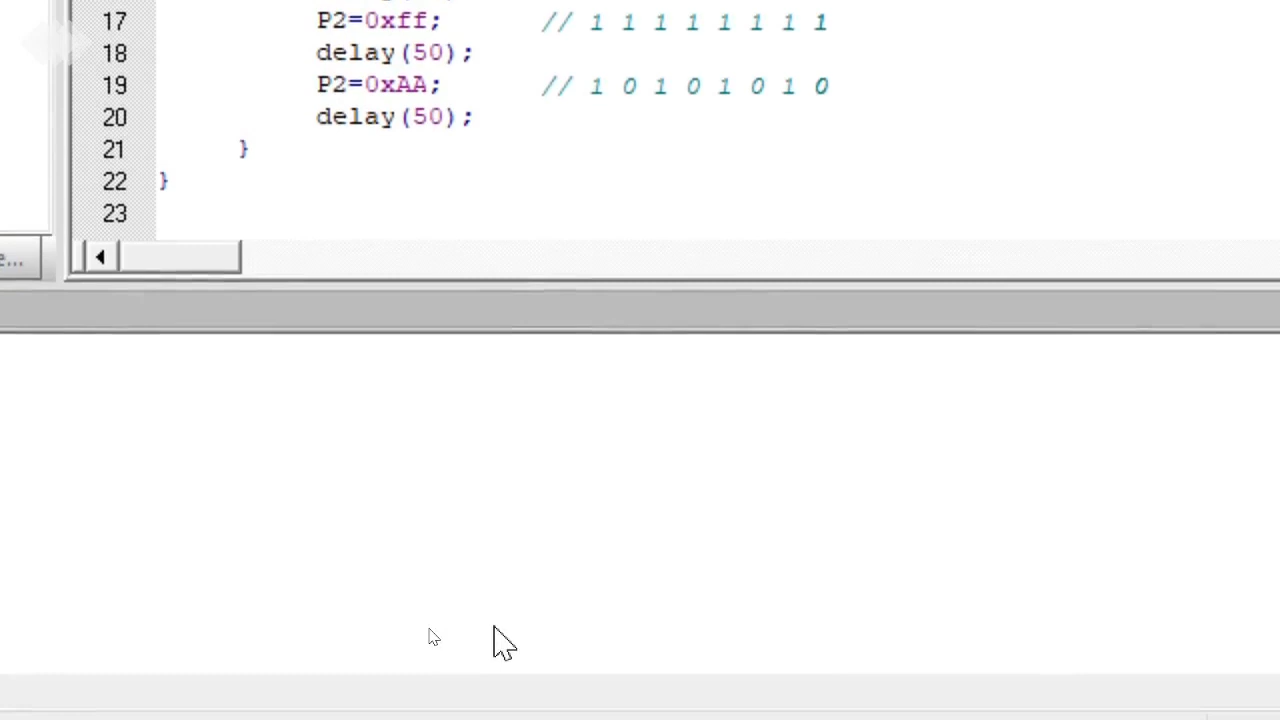 17 P2=0xff; // 1 1 1 1 1 1 1 1
18 delay(50);
19 P2=0xAA; // 1 0 1 0 1 0 1 0
20 delay(50);
21 }
22 }
23
e...